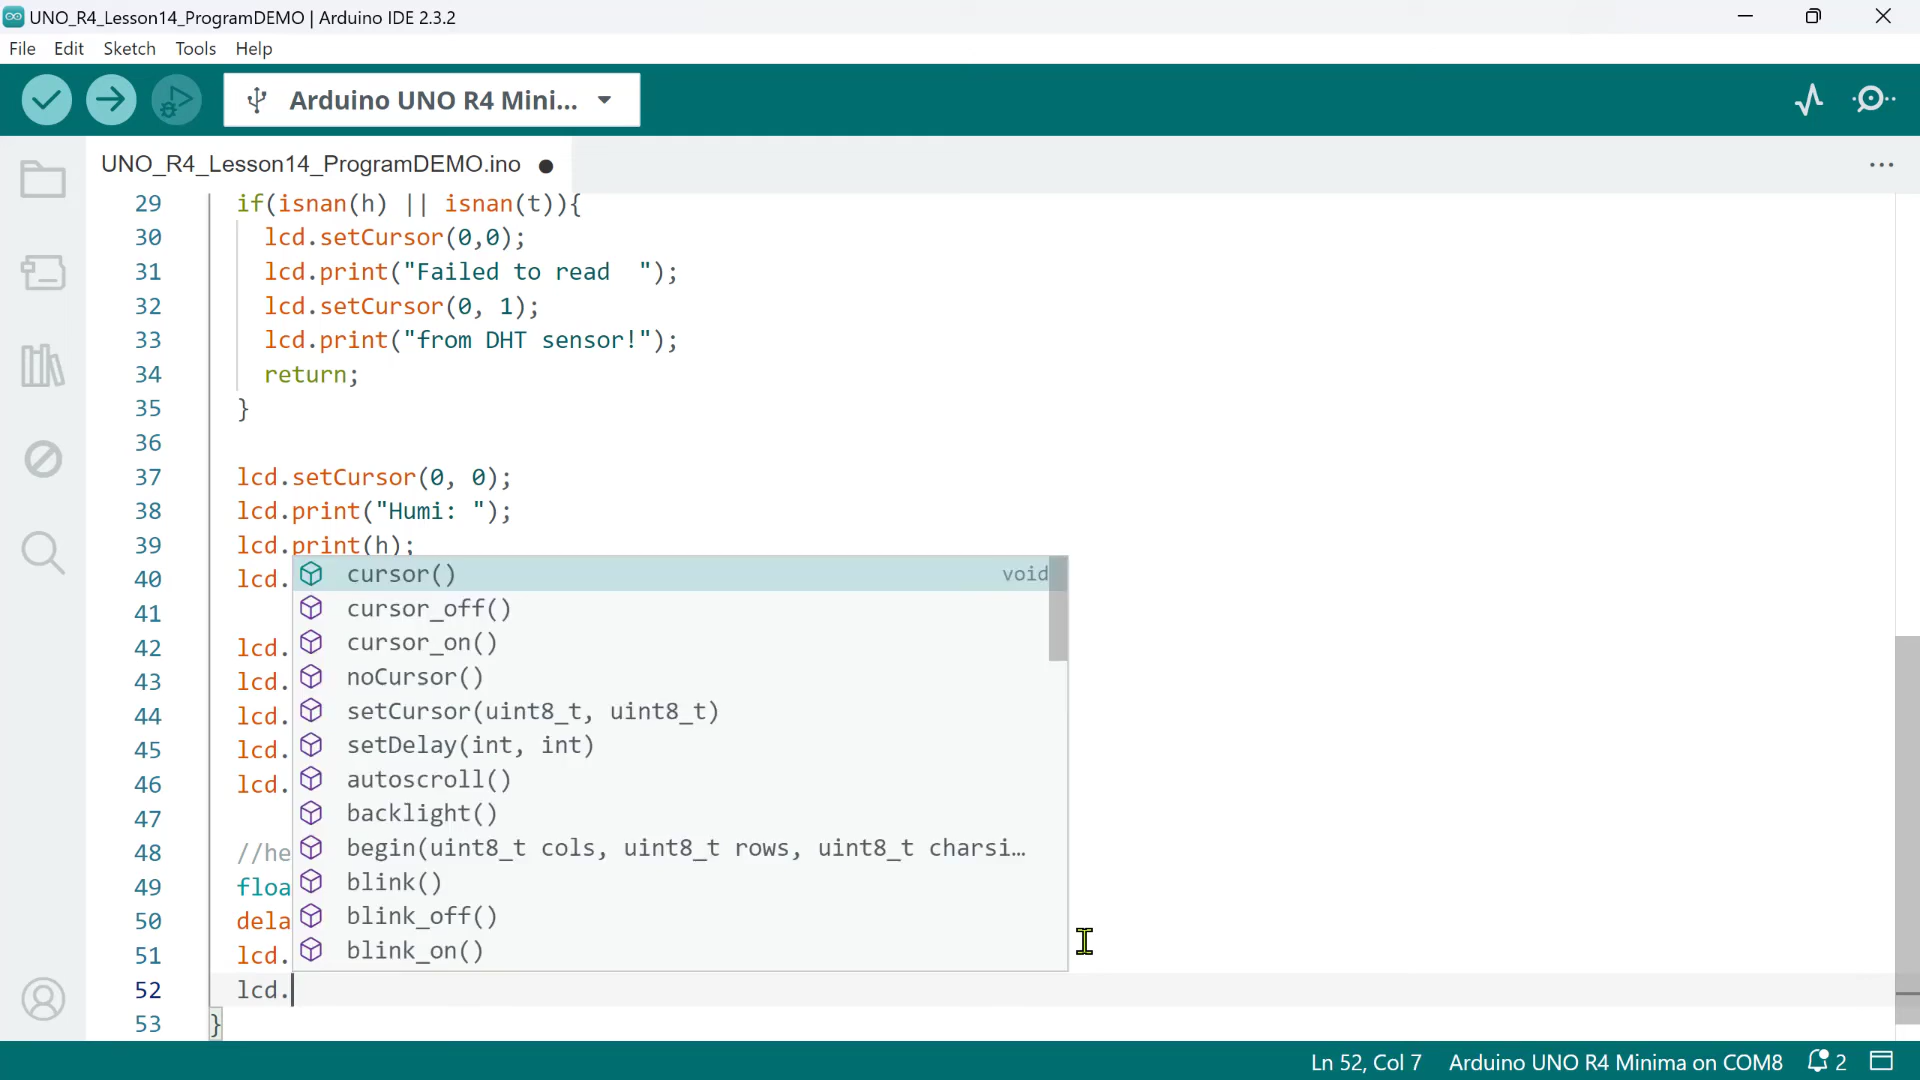 UNO_R4_Lesson14_ProgramDEMO | Arduino IDE 2.3.2
File Edit Sketch Tools Help
Arduino UNO R4 Mini...
UNO_R4_Lesson14_ProgramDEMO.ino
29 if(isnan(h) || isnan(t)){
30 lcd.setCursor(0,0);
31 lcd.print("Failed to read  ");
32 lcd.setCursor(0, 1);
33 lcd.print("from DHT sensor!");
34 return;
35 }
36
37 lcd.setCursor(0, 0);
38 lcd.print("Humi: ");
39 lcd.print(h);
40 lcd. cursor() void
41 cursor_off()
42 lcd. cursor_on()
43 lcd. noCursor()
44 lcd. setCursor(uint8_t, uint8_t)
45 lcd. setDelay(int, int)
46 lcd. autoscroll()
47 backlight()
48 //he begin(uint8_t cols, uint8_t rows, uint8_t charsi...
49 floa blink()
50 dela blink_off()
51 lcd. blink_on()
52 lcd.
53 }
Ln 52, Col 7 Arduino UNO R4 Minima on COM8 2